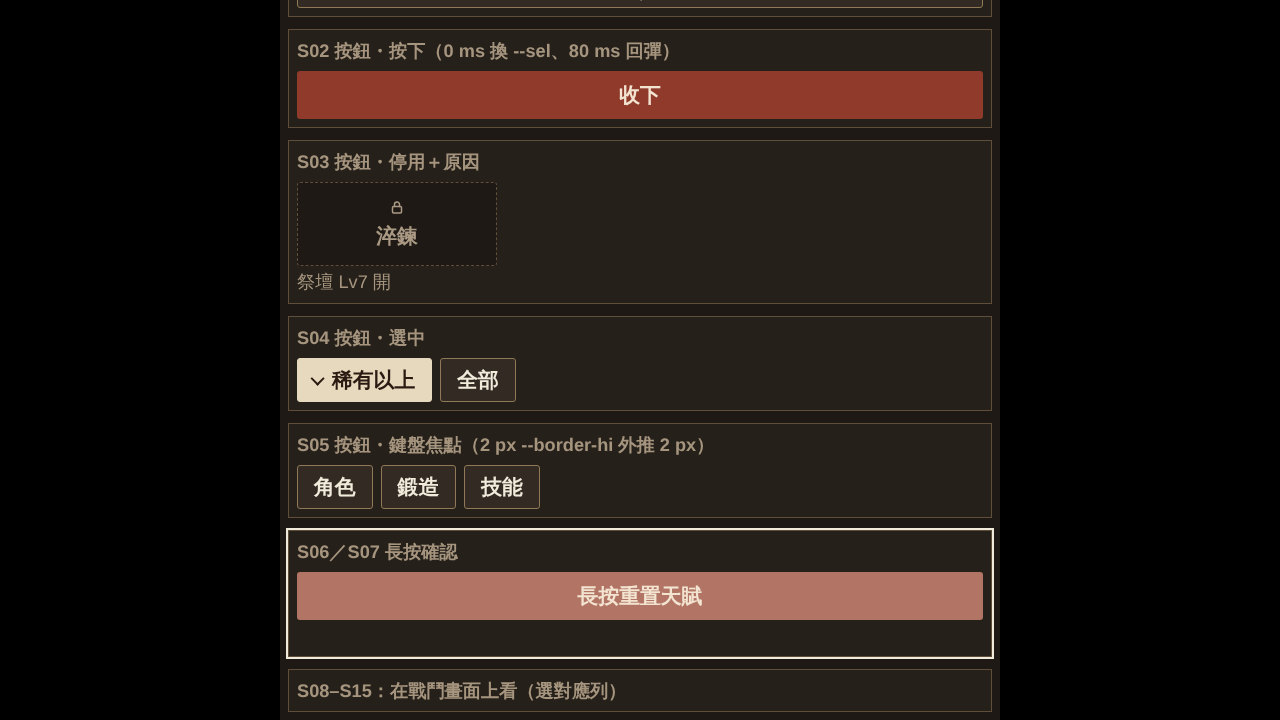 S02 按鈕・按下（0 ms 換 --sel、80 ms 回彈）
收下
S03 按鈕・停用＋原因
淬鍊
祭壇 Lv7 開
S04 按鈕・選中
稀有以上
全部
S05 按鈕・鍵盤焦點（2 px --border-hi 外推 2 px）
角色
鍛造
技能
S06／S07 長按確認
長按重置天賦
S08–S15：在戰鬥畫面上看（選對應列）